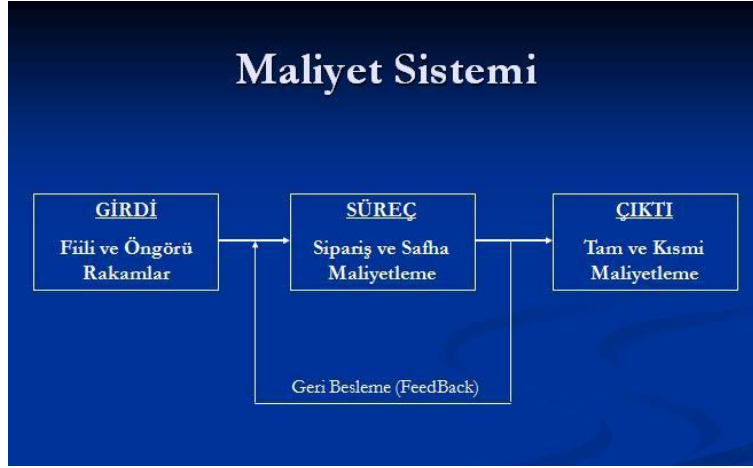 Maliyet Sistemi
GİRDİ
Fiili ve Öngörü
Rakamlar
SÜREÇ
Sipariş ve Safha
Maliyetleme
ÇIKTI
Tam ve Kısmi
Maliyetleme
Geri Besleme (FeedBack)